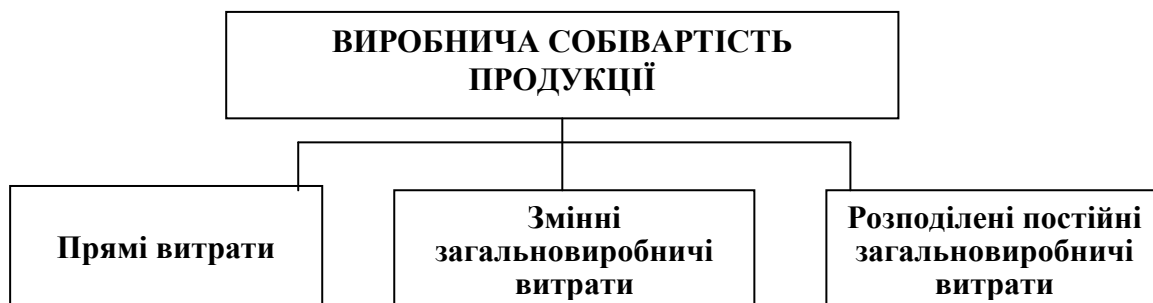 ВИРОБНИЧА СОБІВАРТІСТЬ
ПРОДУКЦІЇ
Прямі витрати
Змінні
загальновиробничі
витрати
Розподілені постійні
загальновиробничі
витрати